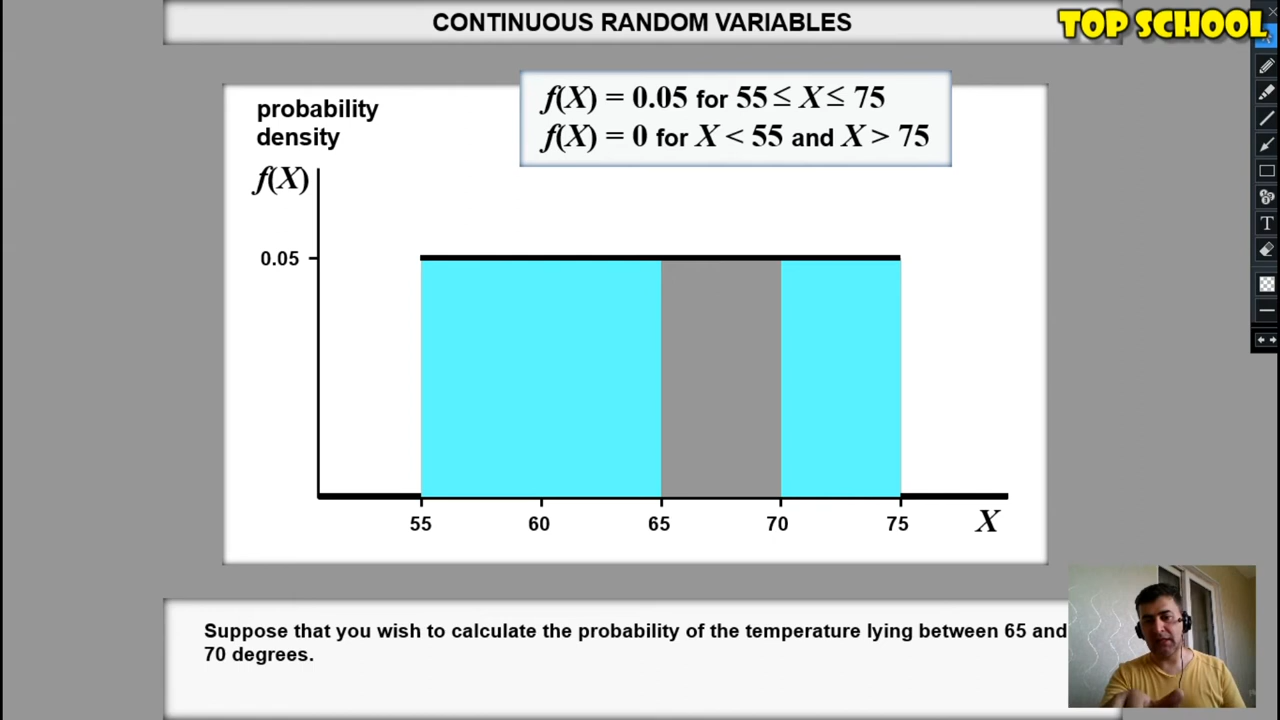 CONTINUOUS RANDOM VARIABLES
TOP SCHOOL
f(X) = 0.05 for 55 ≤ X ≤ 75
f(X) = 0 for X < 55 and X > 75
probability
density
f(X)
0.05
55 60 65 70 75 X
T
Suppose that you wish to calculate the probability of the temperature lying between 65 and
70 degrees.